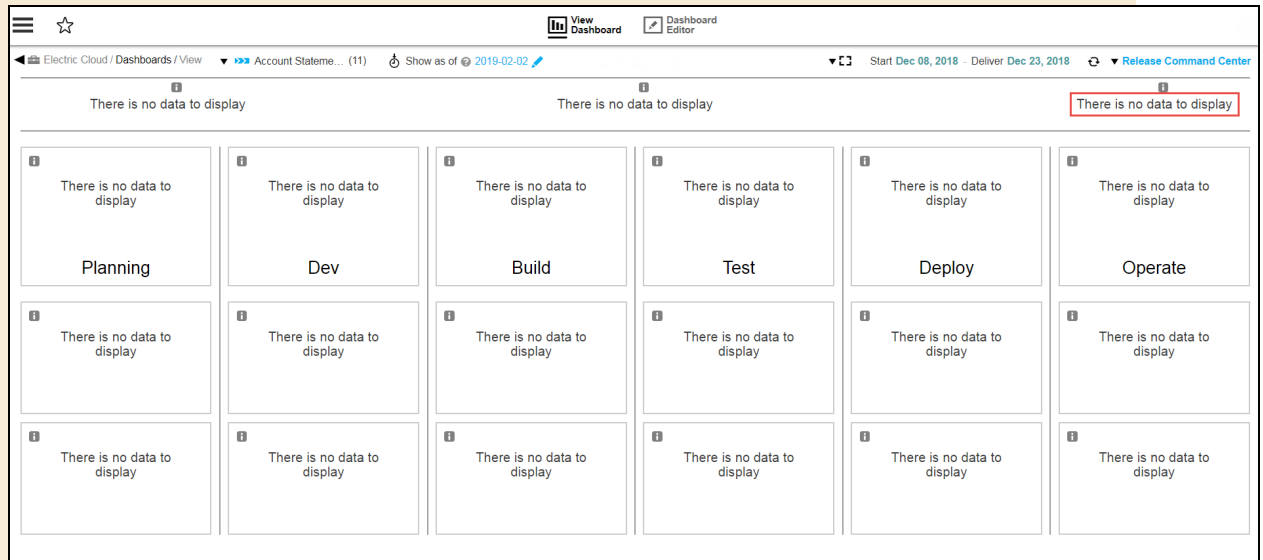 View Dashboard
Dashboard Editor
Electric Cloud / Dashboards / View Account Stateme... (11) Show as of 2019-02-02 Start Dec 08, 2018 - Deliver Dec 23, 2018 Release Command Center
There is no data to display There is no data to display There is no data to display
There is no data to
display
Planning
There is no data to
display
Dev
There is no data to
display
Build
There is no data to
display
Test
There is no data to
display
Deploy
There is no data to
display
Operate
There is no data to
display
There is no data to
display
There is no data to
display
There is no data to
display
There is no data to
display
There is no data to
display
There is no data to
display
There is no data to
display
There is no data to
display
There is no data to
display
There is no data to
display
There is no data to
display